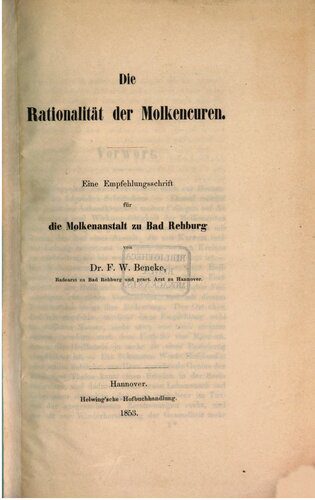 Die
Rationalität der Molkencuren.
Eine Empfehlungsschrift
für
die Molkenanstalt zu Bad Rehburg
von
Dr. F. W. Beneke,
Badearzt zu Bad Rehburg und pract. Arzt zu Hannover.
Hannover.
Helwing'sche Hofbuchhandlung.
1853.